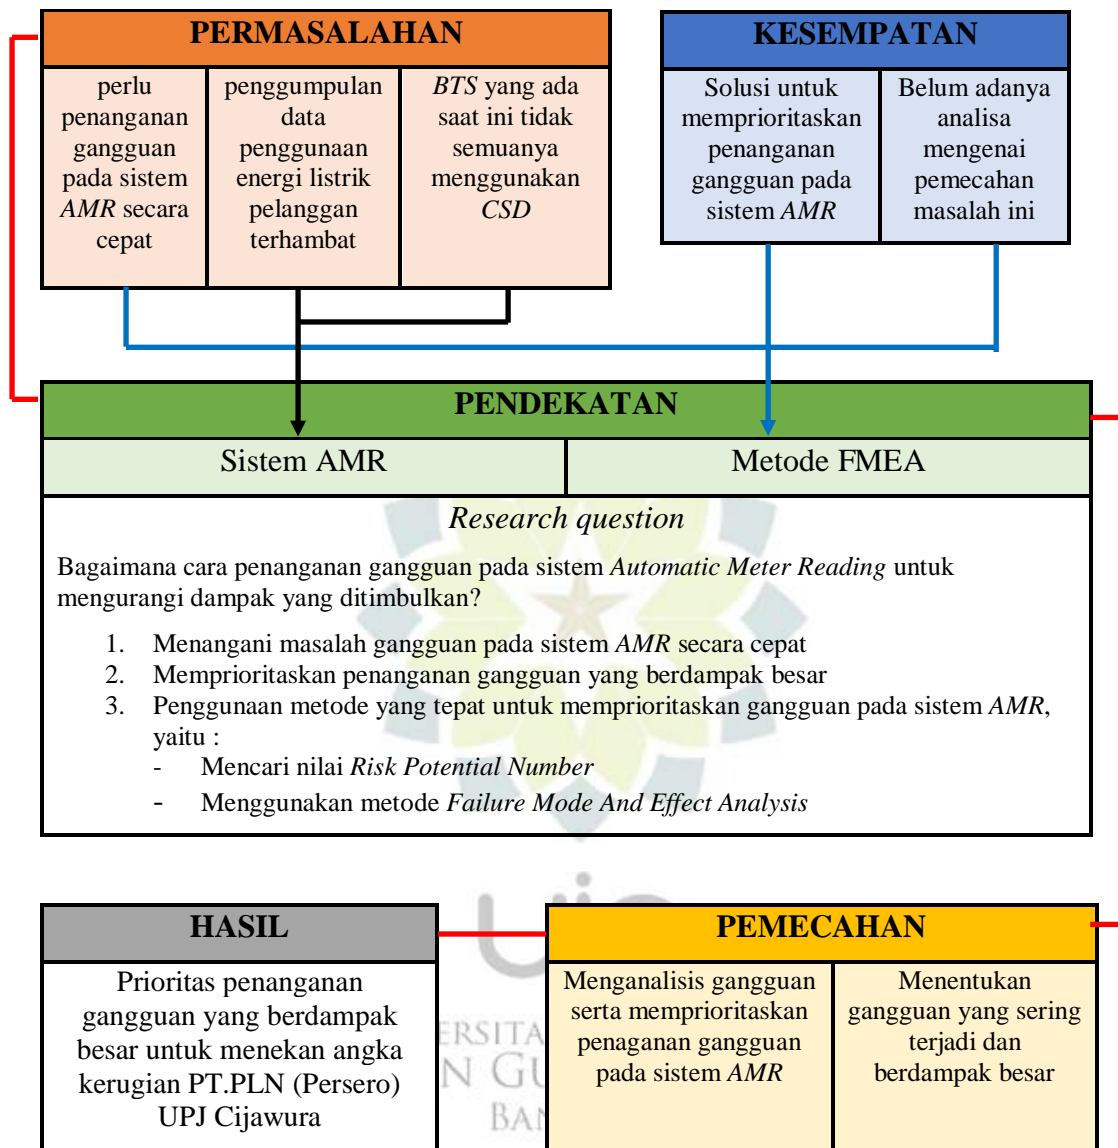 PERMASALAHAN
perlu
penanganan
gangguan
pada sistem
AMR secara
cepat
penggumpulan
data
penggunaan
energi listrik
pelanggan
terhambat
BTS yang ada
saat ini tidak
semuanya
menggunakan
CSD
KESEMPATAN
Solusi untuk
memprioritaskan
penanganan
gangguan pada
sistem AMR
Belum adanya
analisa
mengenai
pemecahan
masalah ini
PENDEKATAN
Sistem AMR
Metode FMEA
Research question
Bagaimana cara penanganan gangguan pada sistem Automatic Meter Reading untuk
mengurangi dampak yang ditimbulkan?
1. Menangani masalah gangguan pada sistem AMR secara cepat
2. Memprioritaskan penanganan gangguan yang berdampak besar
3. Penggunaan metode yang tepat untuk memprioritaskan gangguan pada sistem AMR,
yaitu :
- Mencari nilai Risk Potential Number
- Menggunakan metode Failure Mode And Effect Analysis
HASIL
Prioritas penanganan
gangguan yang berdampak
besar untuk menekan angka
kerugian PT.PLN (Persero)
UPJ Cijawura
PEMECAHAN
Menganalisis gangguan
serta memprioritaskan
penaganan gangguan
pada sistem AMR
Menentukan
gangguan yang sering
terjadi dan
berdampak besar